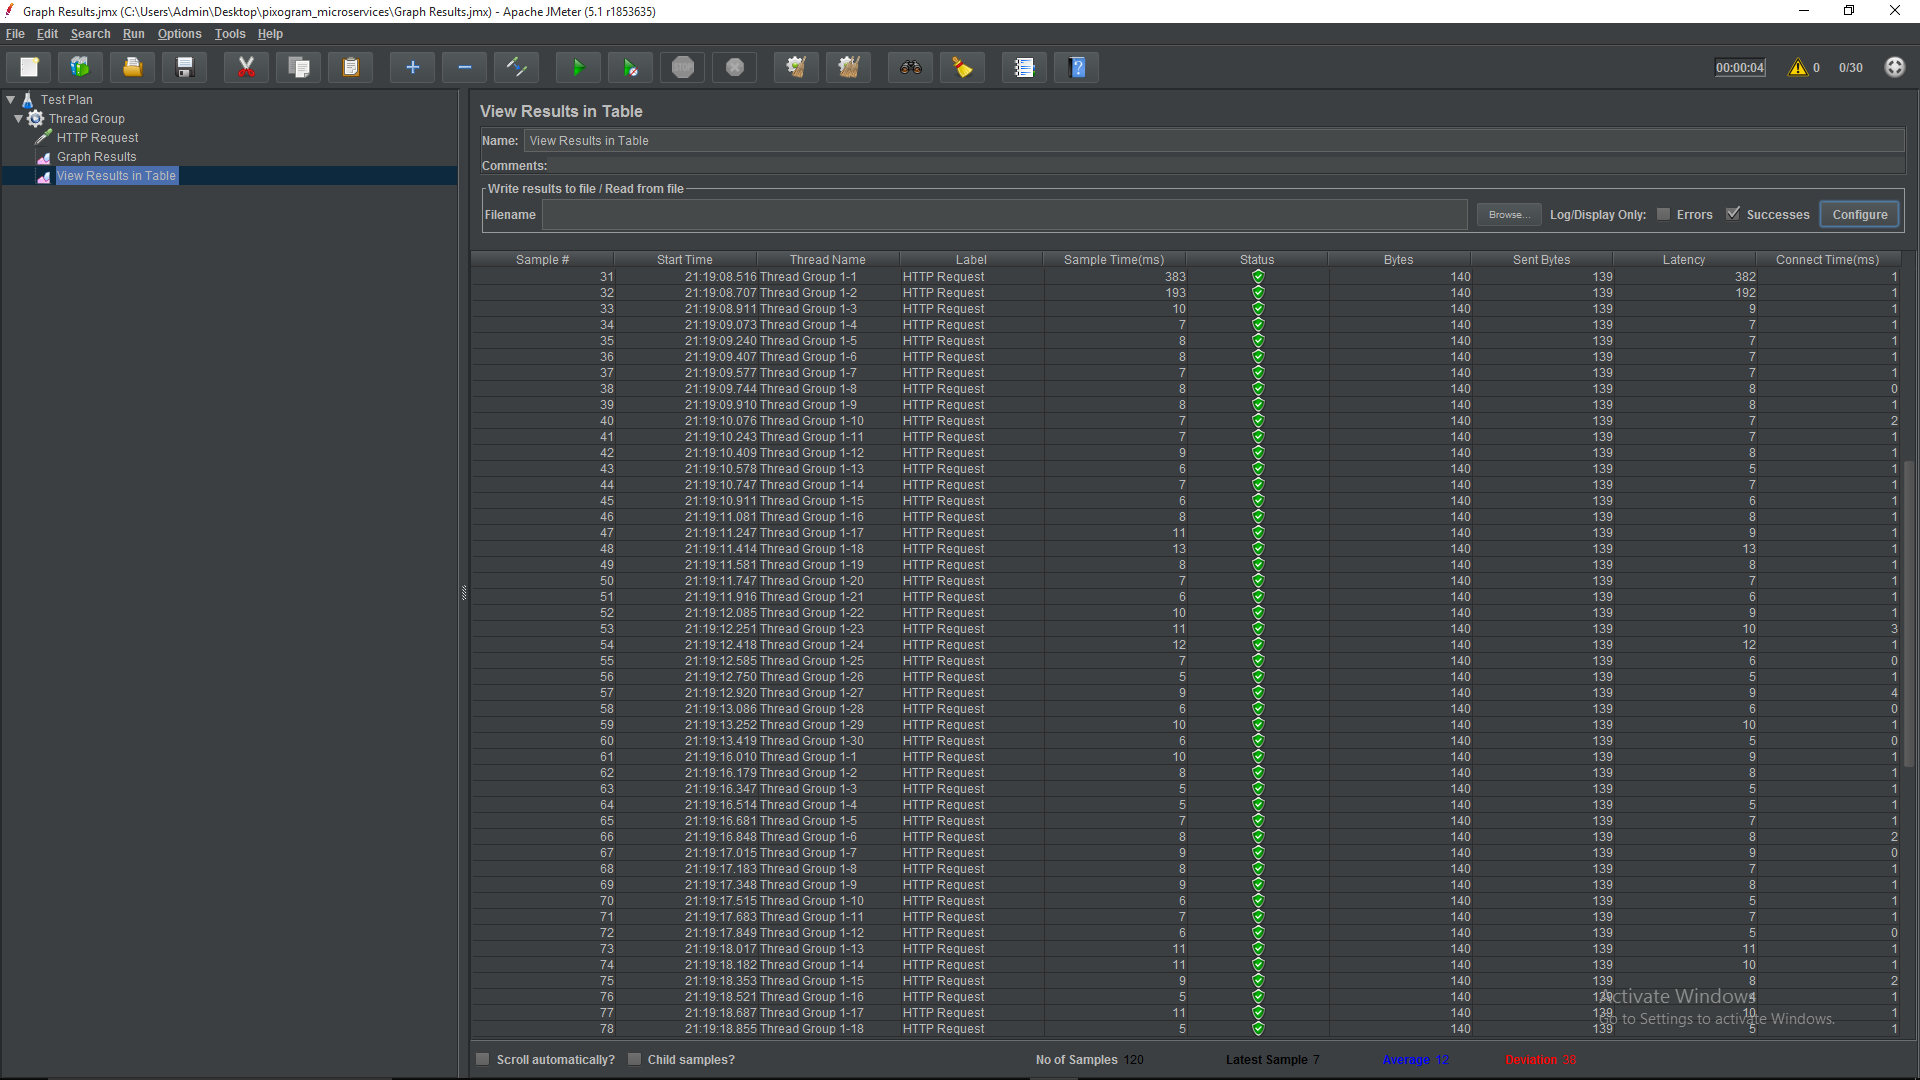 Graph Results.jmx (C:\Users\Admin\Desktop\pixogram_microservices\Graph Results.jmx) - Apache JMeter (5.1 r1853635)
File Edit Search Run Options Tools Help
STOP 00:00:04 0 0/30
Test Plan
Thread Group
HTTP Request
Graph Results
View Results in Table
View Results in Table
Name: View Results in Table
Comments:
Write results to file / Read from file
Filename Browse... Log/Display Only: Errors Successes Configure
Sample # Start Time Thread Name Label Sample Time(ms) Status Bytes Sent Bytes Latency Connect Time(ms)
31 21:19:08.516 Thread Group 1-1 HTTP Request 383 140 139 382 1
32 21:19:08.707 Thread Group 1-2 HTTP Request 193 140 139 192 1
33 21:19:08.911 Thread Group 1-3 HTTP Request 10 140 139 9 1
34 21:19:09.073 Thread Group 1-4 HTTP Request 7 140 139 7 1
35 21:19:09.240 Thread Group 1-5 HTTP Request 8 140 139 7 1
36 21:19:09.407 Thread Group 1-6 HTTP Request 8 140 139 7 1
37 21:19:09.577 Thread Group 1-7 HTTP Request 7 140 139 7 1
38 21:19:09.744 Thread Group 1-8 HTTP Request 8 140 139 8 0
39 21:19:09.910 Thread Group 1-9 HTTP Request 8 140 139 8 1
40 21:19:10.076 Thread Group 1-10 HTTP Request 7 140 139 7 2
41 21:19:10.243 Thread Group 1-11 HTTP Request 7 140 139 7 1
42 21:19:10.409 Thread Group 1-12 HTTP Request 9 140 139 8 1
43 21:19:10.578 Thread Group 1-13 HTTP Request 6 140 139 5 1
44 21:19:10.747 Thread Group 1-14 HTTP Request 7 140 139 7 1
45 21:19:10.911 Thread Group 1-15 HTTP Request 6 140 139 6 1
46 21:19:11.081 Thread Group 1-16 HTTP Request 8 140 139 8 1
47 21:19:11.247 Thread Group 1-17 HTTP Request 11 140 139 9 1
48 21:19:11.414 Thread Group 1-18 HTTP Request 13 140 139 13 1
49 21:19:11.581 Thread Group 1-19 HTTP Request 8 140 139 8 1
50 21:19:11.747 Thread Group 1-20 HTTP Request 7 140 139 7 1
51 21:19:11.916 Thread Group 1-21 HTTP Request 6 140 139 6 1
52 21:19:12.085 Thread Group 1-22 HTTP Request 10 140 139 9 1
53 21:19:12.251 Thread Group 1-23 HTTP Request 11 140 139 10 3
54 21:19:12.418 Thread Group 1-24 HTTP Request 12 140 139 12 1
55 21:19:12.585 Thread Group 1-25 HTTP Request 7 140 139 6 0
56 21:19:12.750 Thread Group 1-26 HTTP Request 5 140 139 5 1
57 21:19:12.920 Thread Group 1-27 HTTP Request 9 140 139 9 4
58 21:19:13.086 Thread Group 1-28 HTTP Request 6 140 139 6 0
59 21:19:13.252 Thread Group 1-29 HTTP Request 10 140 139 10 1
60 21:19:13.419 Thread Group 1-30 HTTP Request 6 140 139 5 0
61 21:19:16.010 Thread Group 1-1 HTTP Request 10 140 139 9 1
62 21:19:16.179 Thread Group 1-2 HTTP Request 8 140 139 8 1
63 21:19:16.347 Thread Group 1-3 HTTP Request 5 140 139 5 1
64 21:19:16.514 Thread Group 1-4 HTTP Request 5 140 139 5 1
65 21:19:16.681 Thread Group 1-5 HTTP Request 7 140 139 7 1
66 21:19:16.848 Thread Group 1-6 HTTP Request 8 140 139 8 2
67 21:19:17.015 Thread Group 1-7 HTTP Request 9 140 139 9 0
68 21:19:17.183 Thread Group 1-8 HTTP Request 8 140 139 7 1
69 21:19:17.348 Thread Group 1-9 HTTP Request 9 140 139 8 1
70 21:19:17.515 Thread Group 1-10 HTTP Request 6 140 139 5 1
71 21:19:17.683 Thread Group 1-11 HTTP Request 7 140 139 7 1
72 21:19:17.849 Thread Group 1-12 HTTP Request 6 140 139 5 0
73 21:19:18.017 Thread Group 1-13 HTTP Request 11 140 139 11 1
74 21:19:18.182 Thread Group 1-14 HTTP Request 11 140 139 10 1
75 21:19:18.353 Thread Group 1-15 HTTP Request 9 140 139 8 2
76 21:19:18.521 Thread Group 1-16 HTTP Request 5 140 139 4 1
77 21:19:18.687 Thread Group 1-17 HTTP Request 11 140 139 10 1
78 21:19:18.855 Thread Group 1-18 HTTP Request 5 140 139 5 1
Activate Windows
Go to Settings to activate Windows.
Scroll automatically? Child samples? No of Samples 120 Latest Sample 7 Average 12 Deviation 38